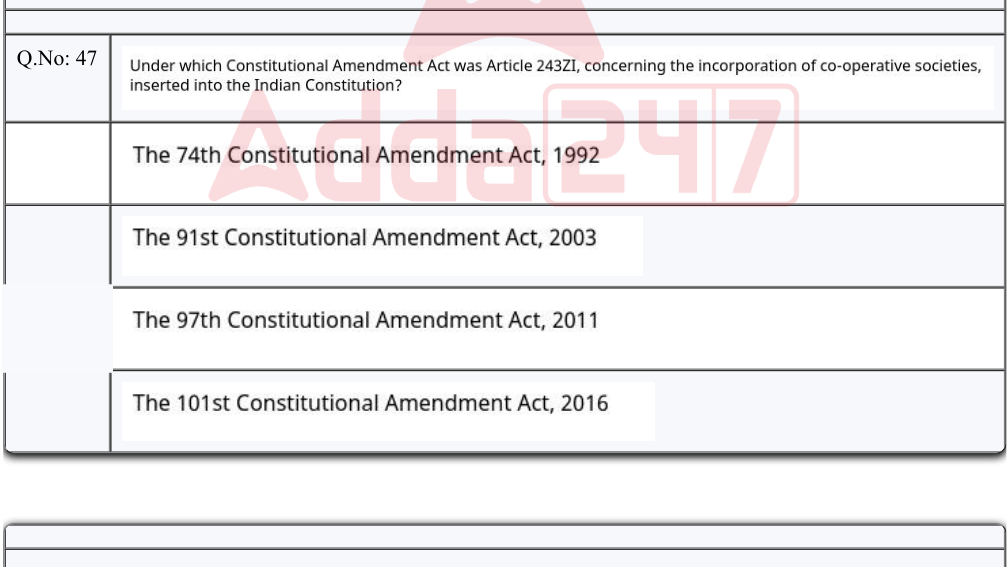 Q.No: 47
Under which Constitutional Amendment Act was Article 243ZI, concerning the incorporation of co-operative societies,
inserted into the Indian Constitution?
Adda247
The 74th Constitutional Amendment Act, 1992
The 91st Constitutional Amendment Act, 2003
The 97th Constitutional Amendment Act, 2011
The 101st Constitutional Amendment Act, 2016